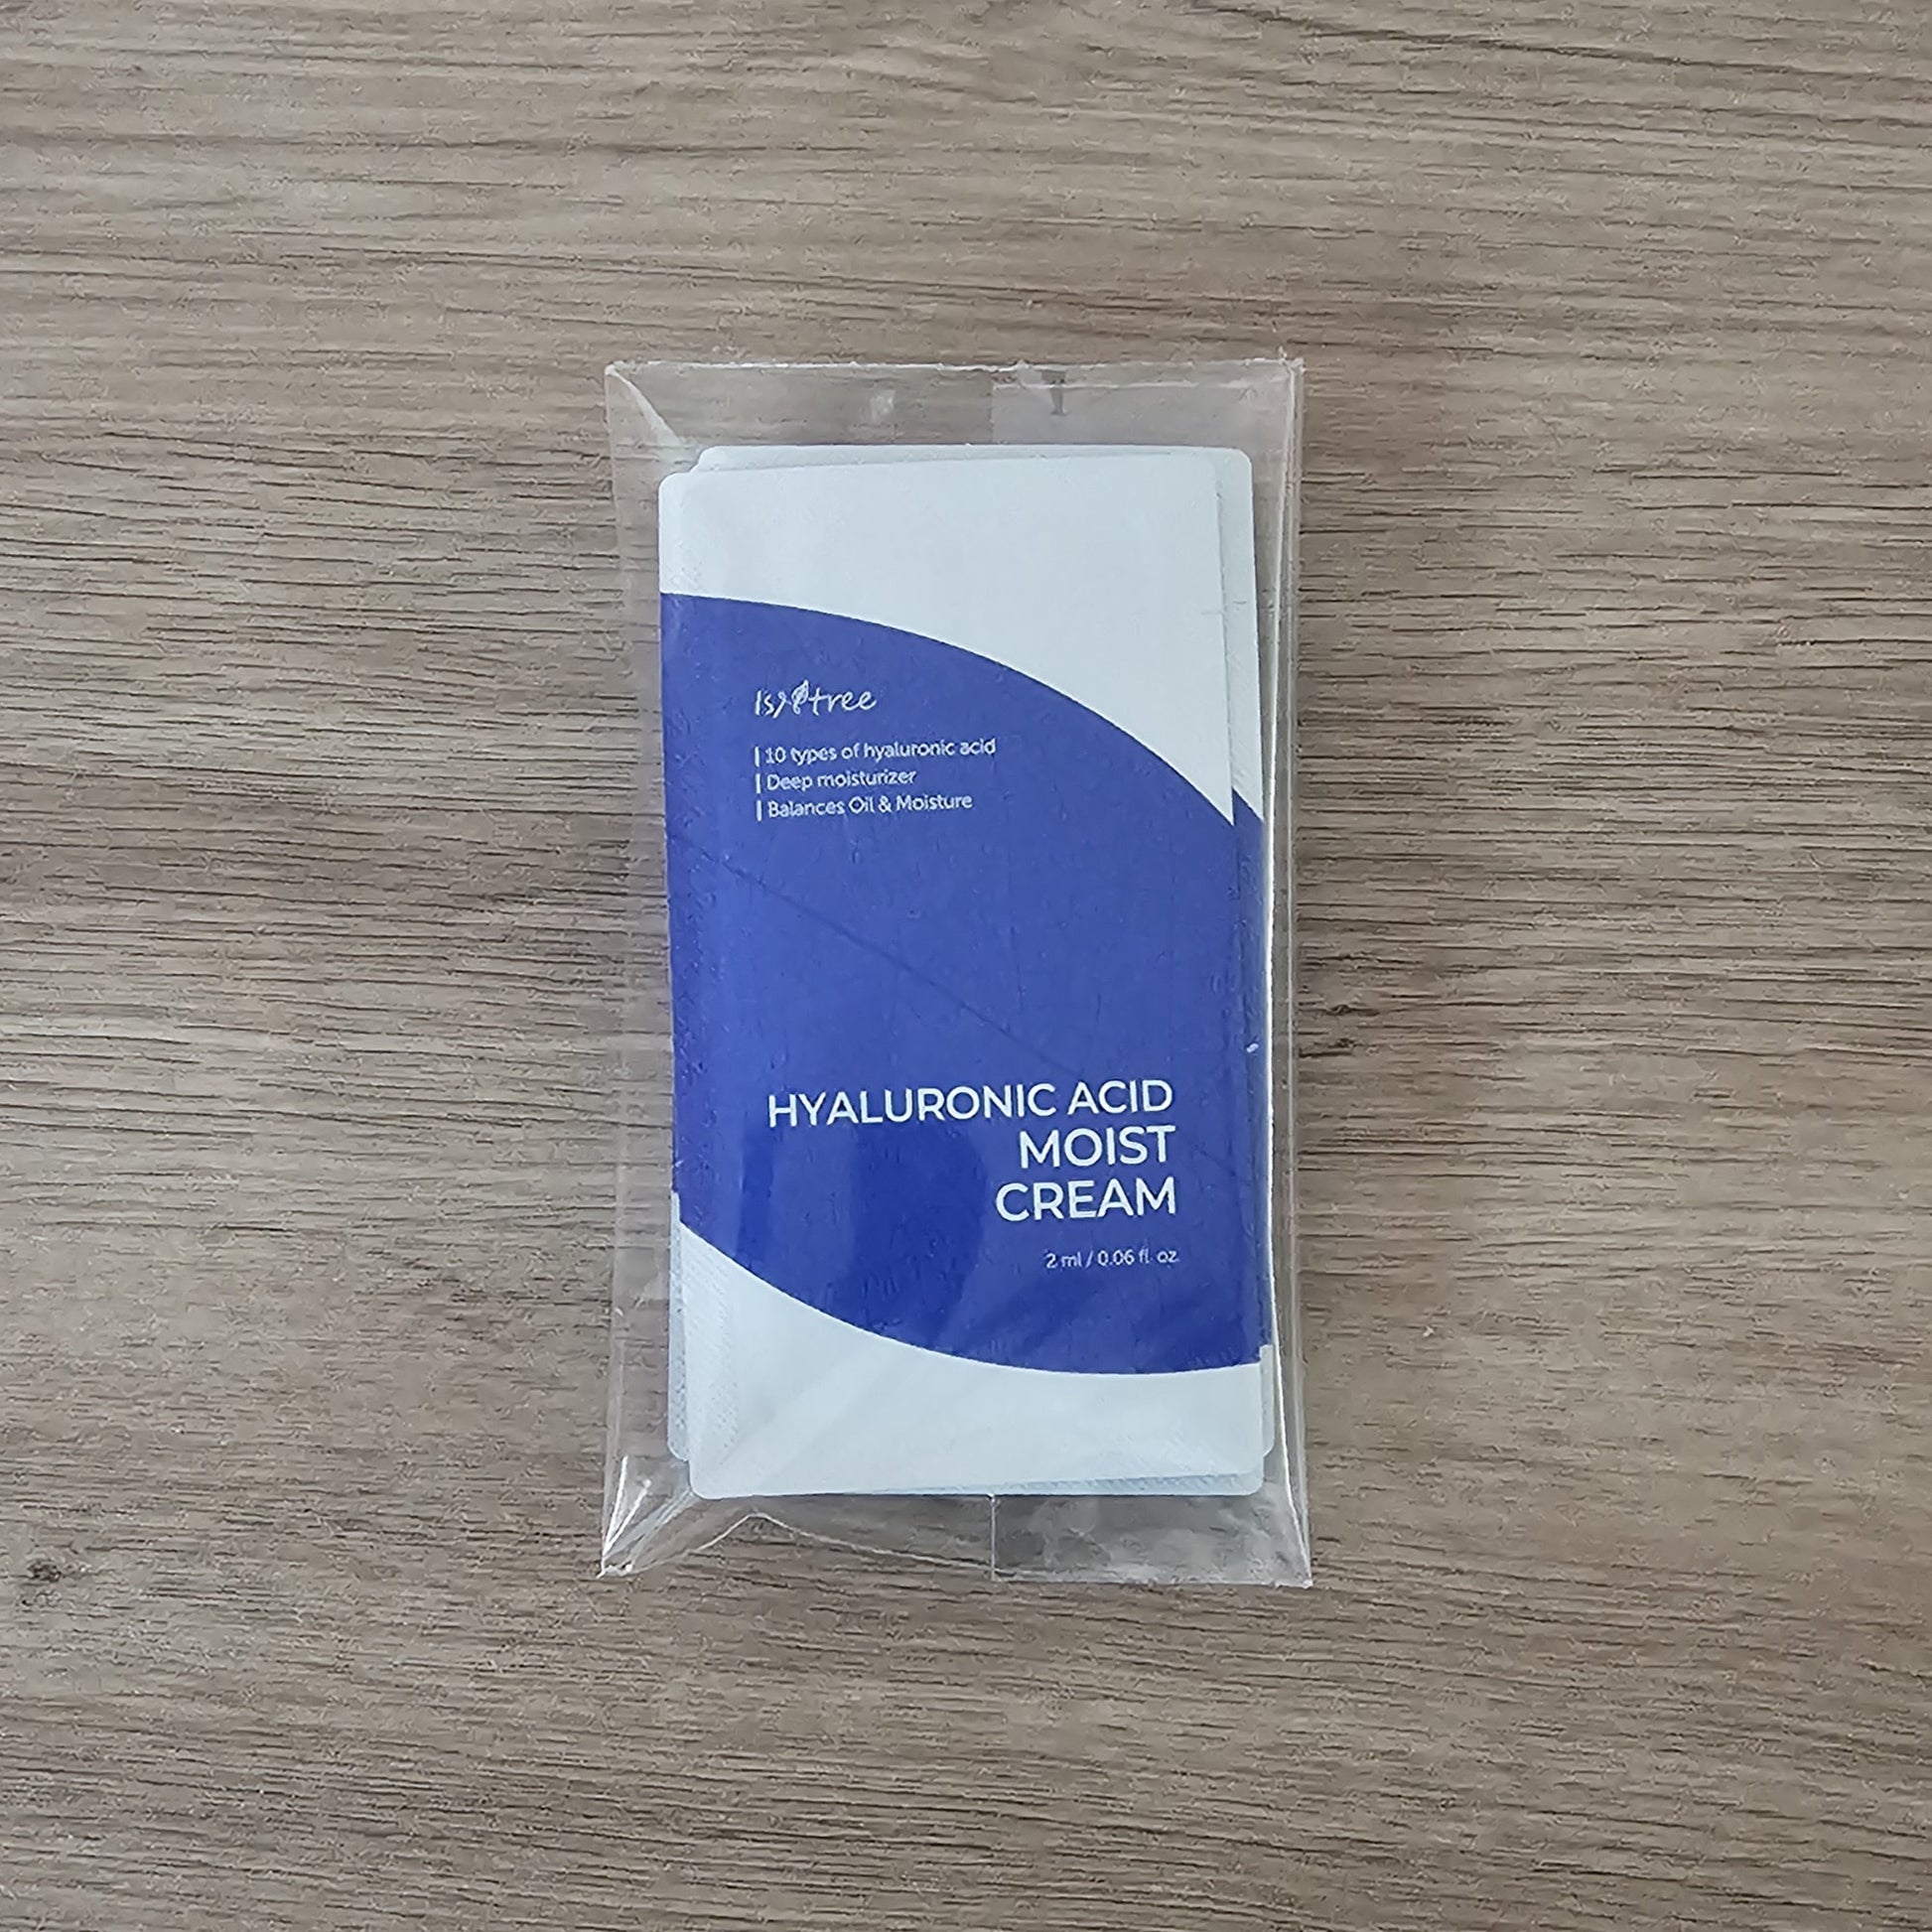 Isntree
10 types of hyaluronic acid
Deep moisturizer
Balances Oil & Moisture
HYALURONIC ACID
MOIST
CREAM
2 ml / 0.06 fl. oz.